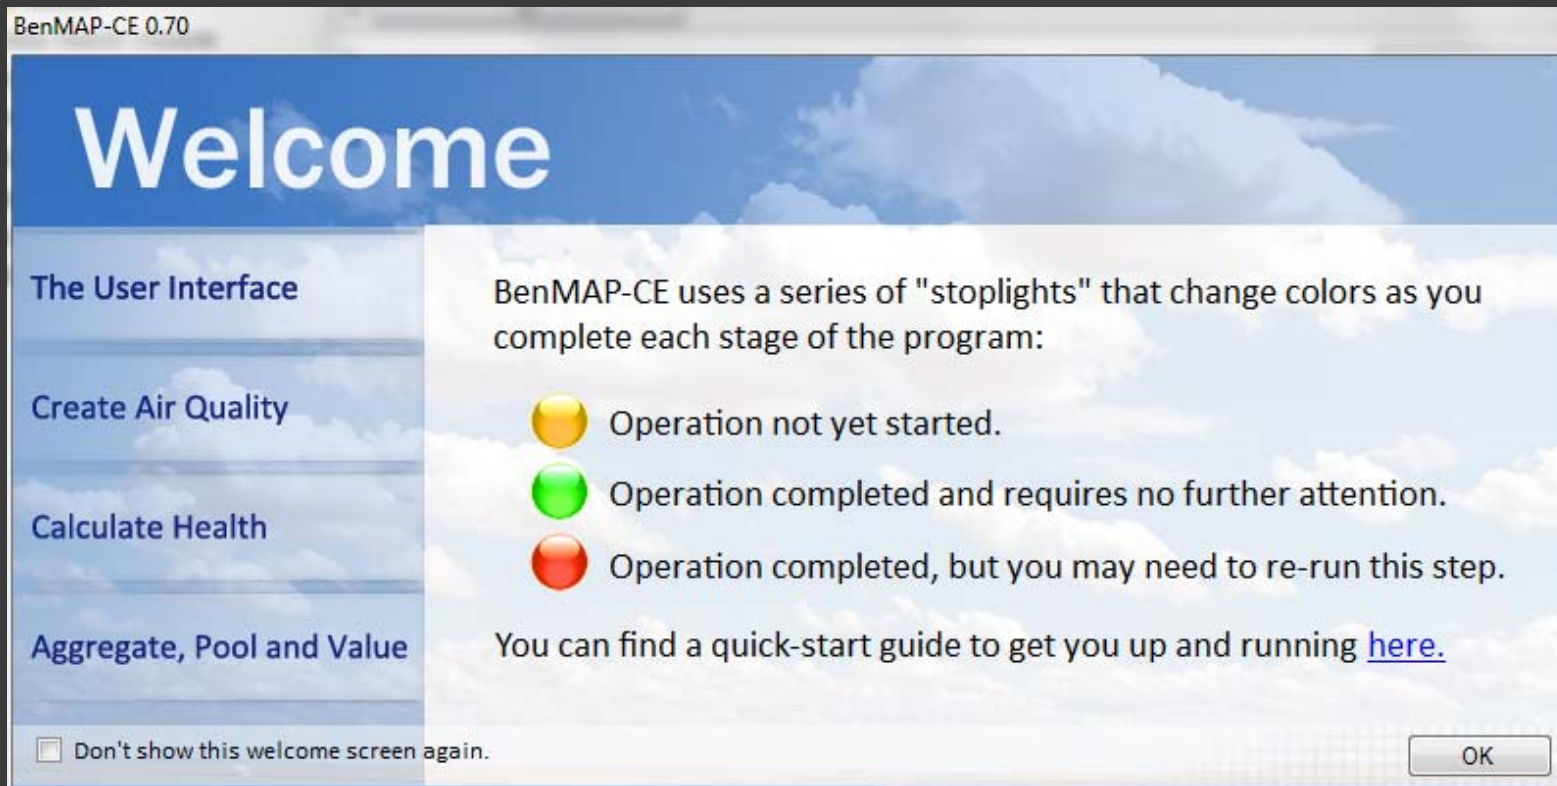 BenMAP-CE 0.70
Welcome
The User Interface
Create Air Quality
Calculate Health
Aggregate, Pool and Value
BenMAP-CE uses a series of "stoplights" that change colors as you
complete each stage of the program:
Operation not yet started.
Operation completed and requires no further attention.
Operation completed, but you may need to re-run this step.
You can find a quick-start guide to get you up and running here.
Don't show this welcome screen again.
OK